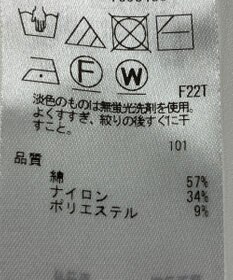 F
W
F22T
淡色のものは無蛍光洗剤を使用。
よくすすぎ、絞りの後すぐに干
すこと。
101
品質
綿 57%
ナイロン 34%
ポリエステル 9%